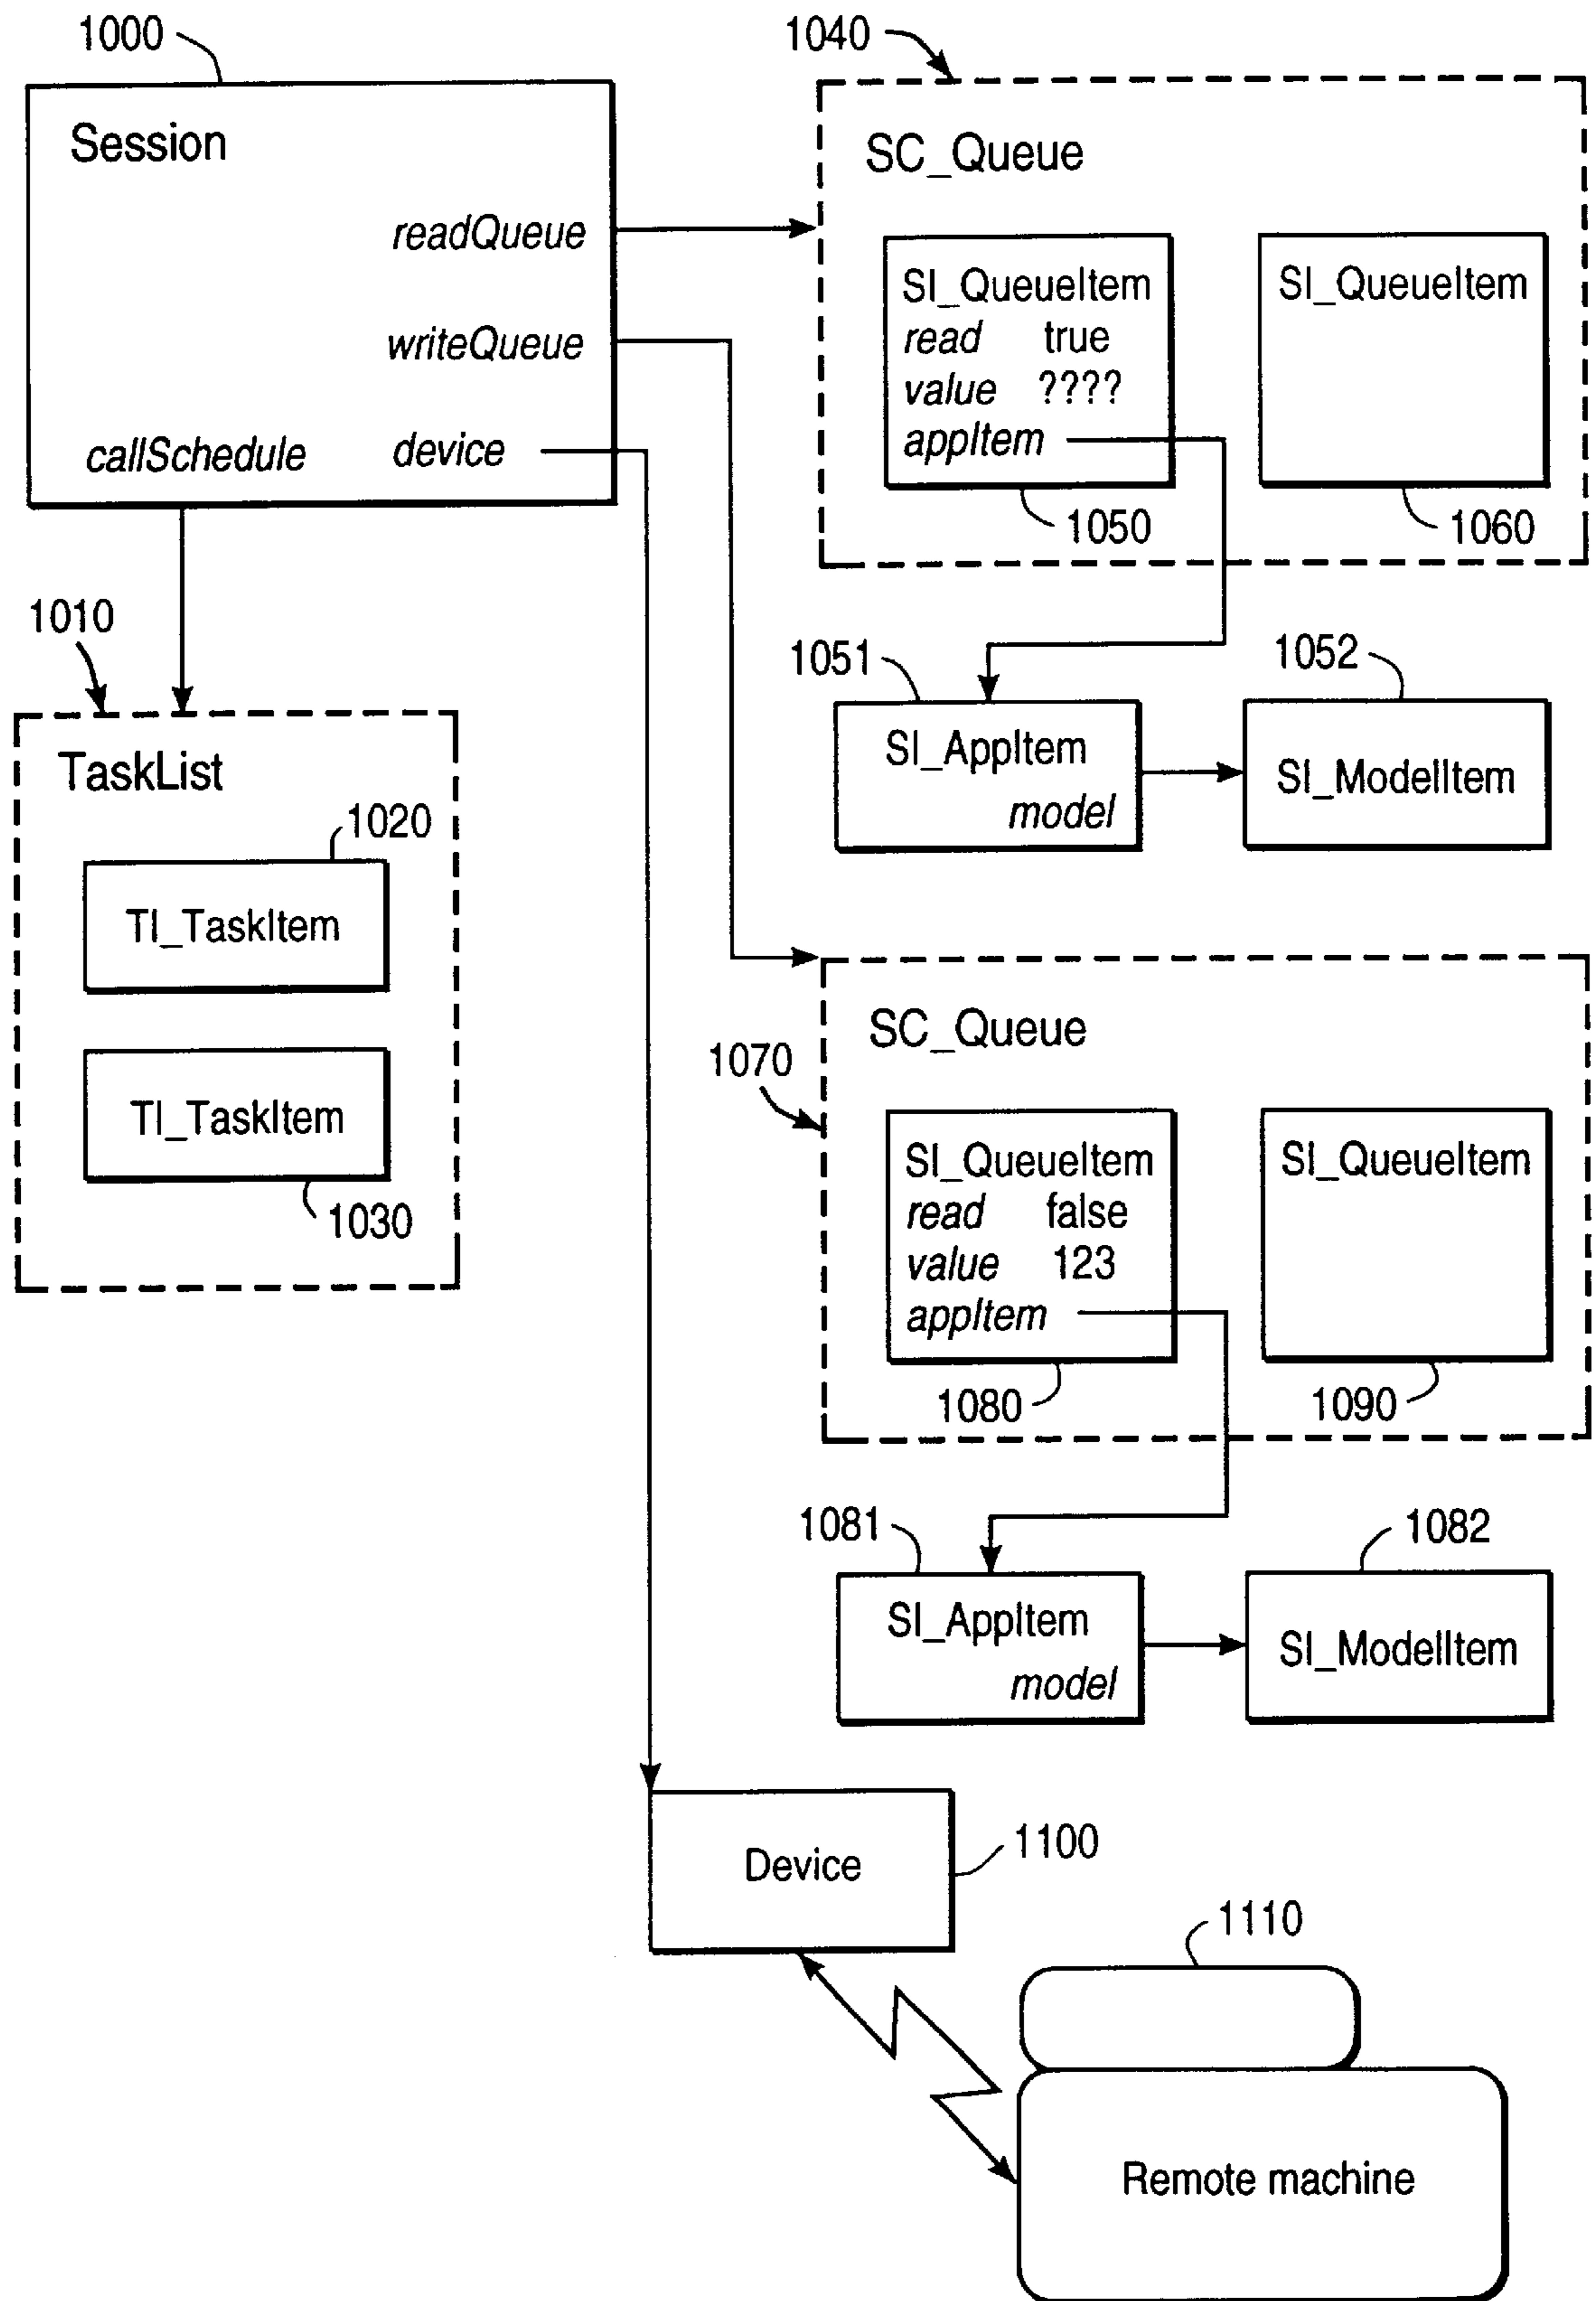 1000
Session
readQueue
writeQueue
callSchedule device
1040
SC_Queue
SI_QueueItem
read true
value ????
appItem
1050
SI_QueueItem
1060
1010
TaskList
1020
TI_TaskItem
TI_TaskItem
1030
1051
SI_AppItem
model
1052
SI_ModelItem
SC_Queue
1070
SI_QueueItem
read false
value 123
appItem
1080
SI_QueueItem
1090
1081
SI_AppItem
model
1082
SI_ModelItem
Device
1100
1110
Remote machine